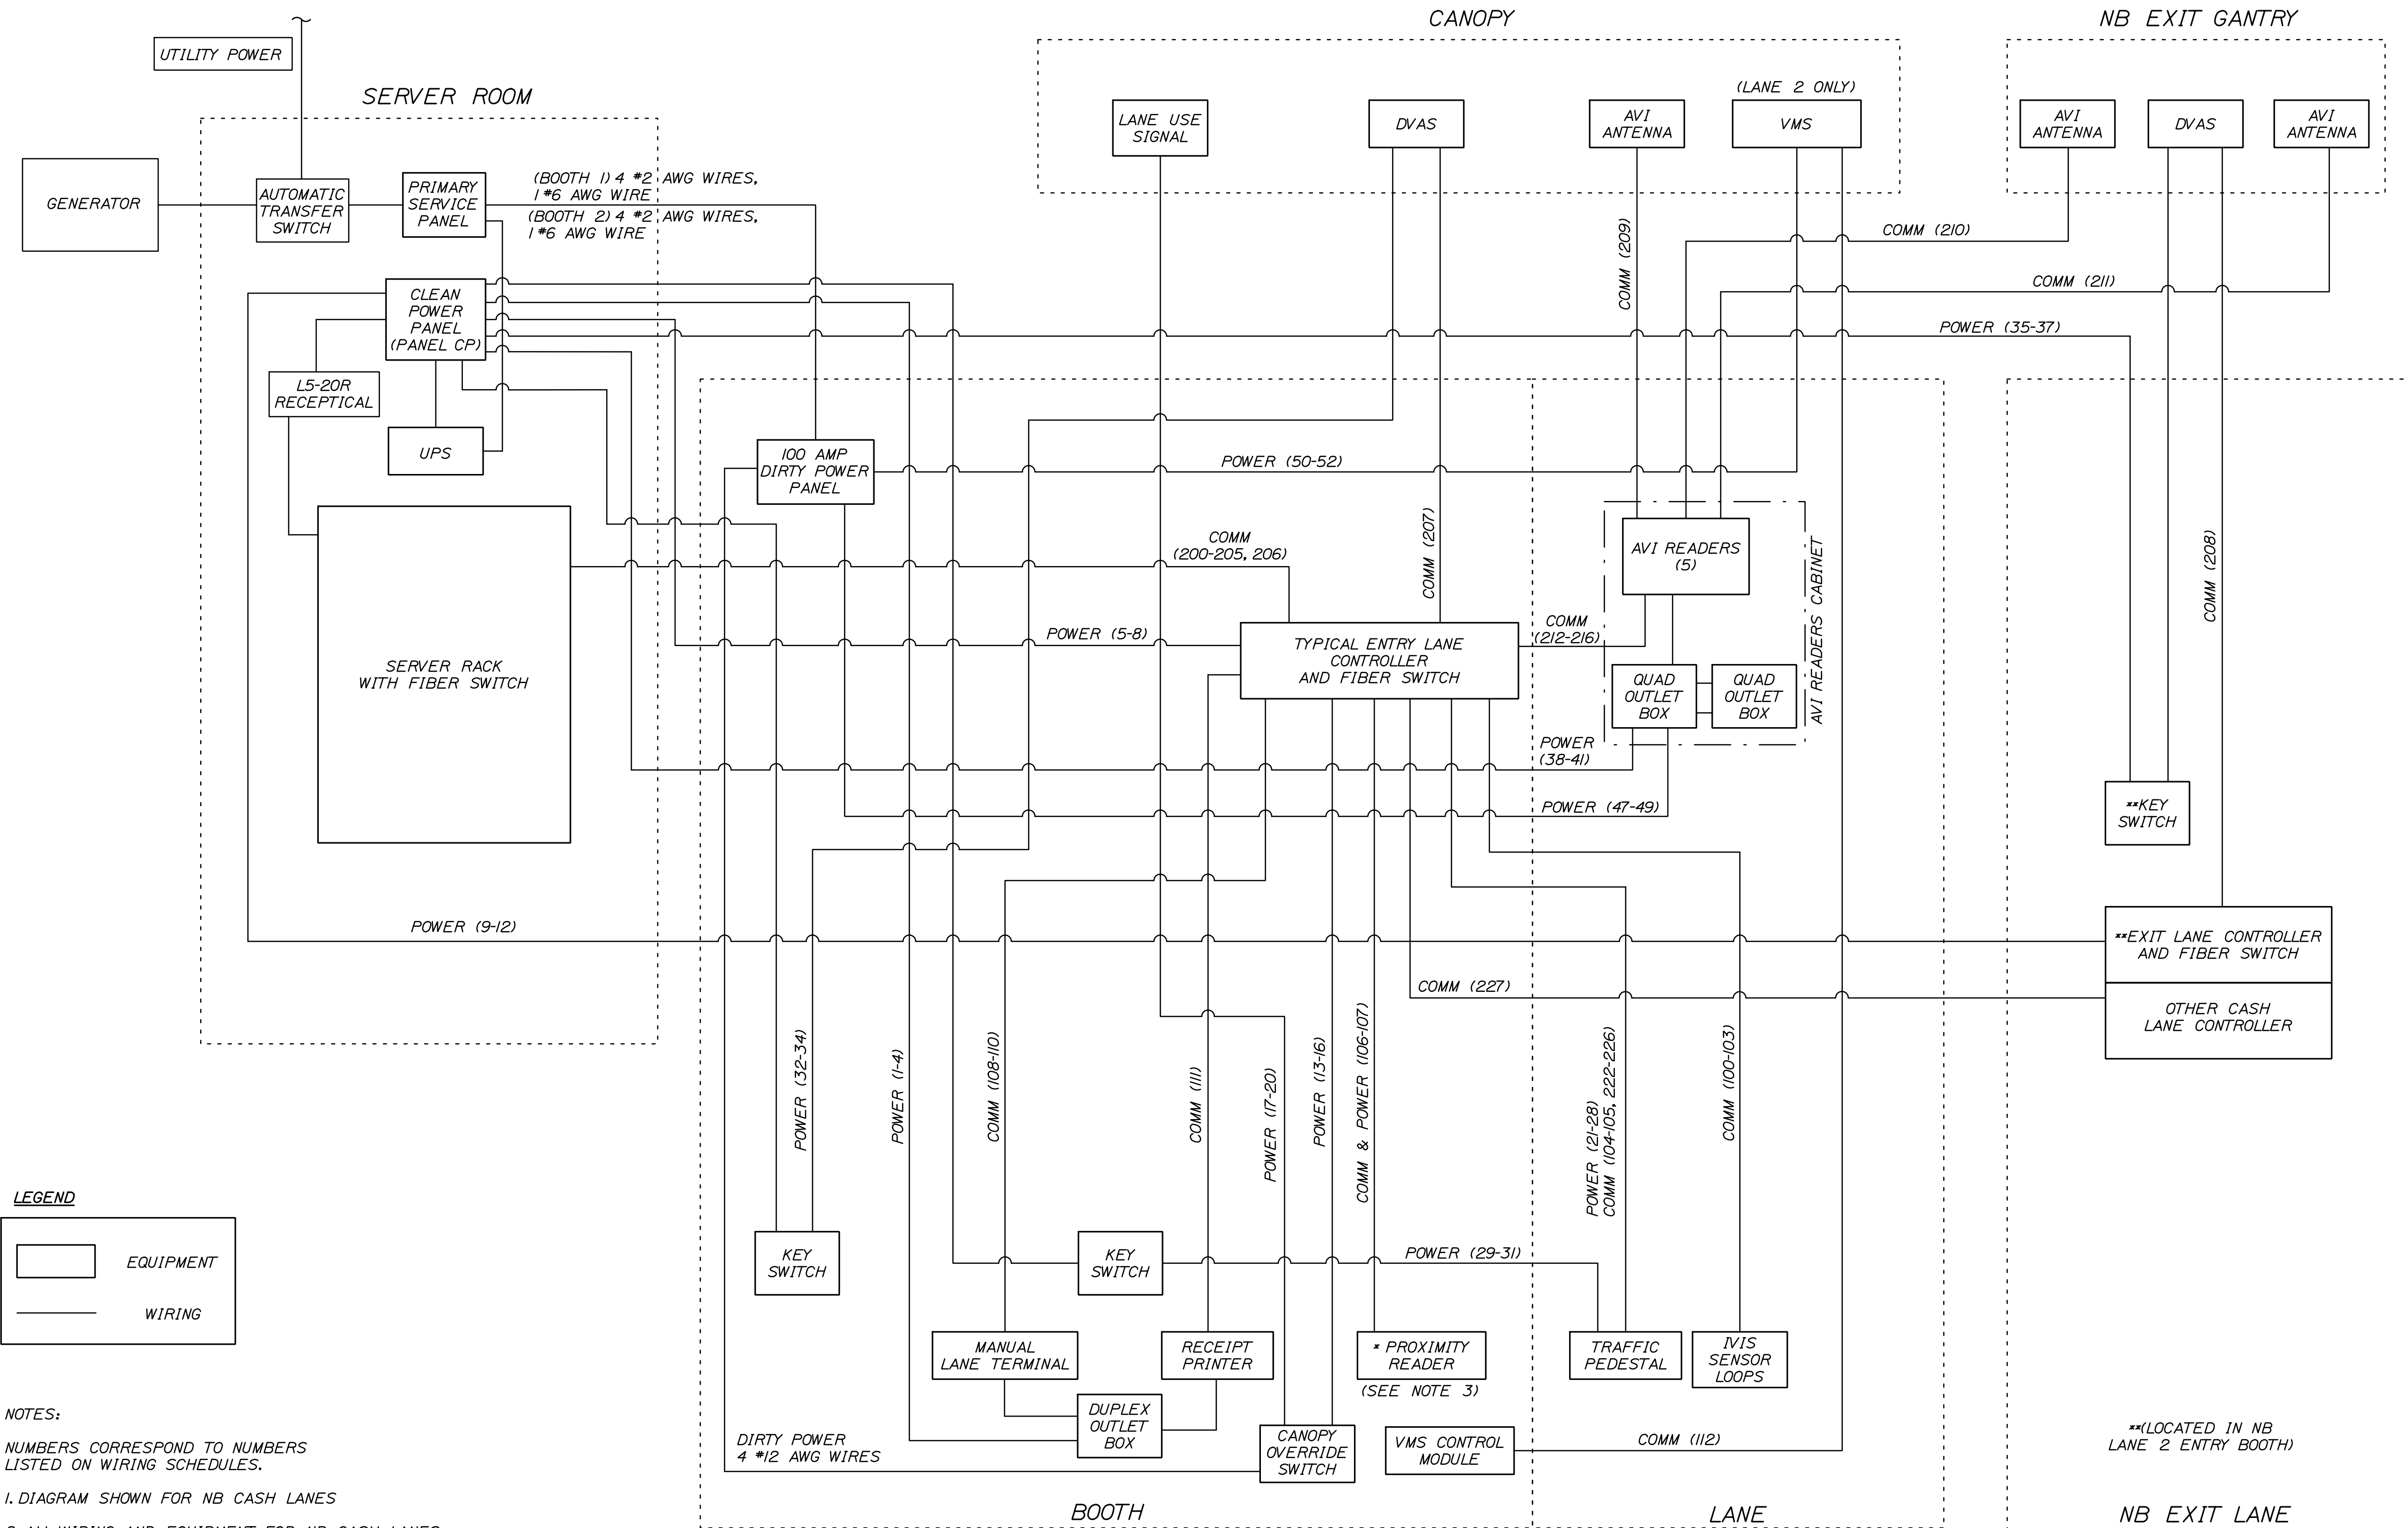 CANOPY
NB EXIT GANTRY
UTILITY POWER
SERVER ROOM
(LANE 2 ONLY)
LANE USE
SIGNAL
DVAS
AVI
ANTENNA
VMS
AVI
ANTENNA
DVAS
AVI
ANTENNA
GENERATOR
AUTOMATIC
TRANSFER
SWITCH
PRIMARY
SERVICE
PANEL
(BOOTH 1) 4 #2 AWG WIRES,
1 #6 AWG WIRE
(BOOTH 2) 4 #2 AWG WIRES,
1 #6 AWG WIRE
COMM (209)
COMM (210)
COMM (211)
POWER (35-37)
CLEAN
POWER
PANEL
(PANEL CP)
L5-20R
RECEPTICAL
UPS
100 AMP
DIRTY POWER
PANEL
POWER (50-52)
COMM
(200-205, 206)
COMM (207)
AVI READERS
(5)
AVI READERS CABINET
COMM (208)
POWER (5-8)
TYPICAL ENTRY LANE
CONTROLLER
AND FIBER SWITCH
COMM
(212-216)
QUAD
OUTLET
BOX
QUAD
OUTLET
BOX
SERVER RACK
WITH FIBER SWITCH
POWER
(38-41)
POWER (47-49)
**KEY
SWITCH
POWER (9-12)
**EXIT LANE CONTROLLER
AND FIBER SWITCH
COMM (227)
OTHER CASH
LANE CONTROLLER
POWER (32-34)
POWER (1-4)
COMM (108-110)
COMM (111)
POWER (17-20)
POWER (13-16)
COMM & POWER (106-107)
POWER (21-28)
COMM (104-105, 222-226)
COMM (100-103)
LEGEND
EQUIPMENT
WIRING
KEY
SWITCH
KEY
SWITCH
POWER (29-31)
MANUAL
LANE TERMINAL
RECEIPT
PRINTER
* PROXIMITY
READER
(SEE NOTE 3)
TRAFFIC
PEDESTAL
IVIS
SENSOR
LOOPS
DUPLEX
OUTLET
BOX
DIRTY POWER
4 #12 AWG WIRES
CANOPY
OVERRIDE
SWITCH
VMS CONTROL
MODULE
COMM (112)
**(LOCATED IN NB
LANE 2 ENTRY BOOTH)
NOTES:
NUMBERS CORRESPOND TO NUMBERS
LISTED ON WIRING SCHEDULES.
1. DIAGRAM SHOWN FOR NB CASH LANES
BOOTH
LANE
NB EXIT LANE